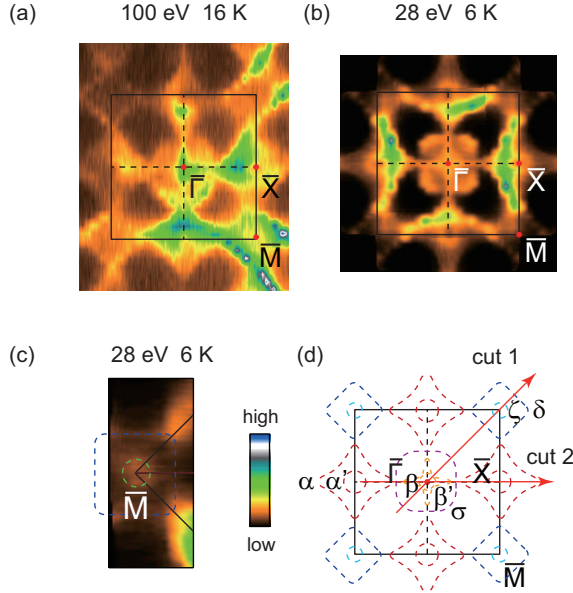 (a) 100 eV 16 K
Γ̅
X̅
M̅
(b) 28 eV 6 K
Γ̅
X̅
M̅
(c) 28 eV 6 K
M̅
high
low
(d)
cut 1
ζ δ
cut 2
α α' Γ̅ β β' σ X̅
M̅